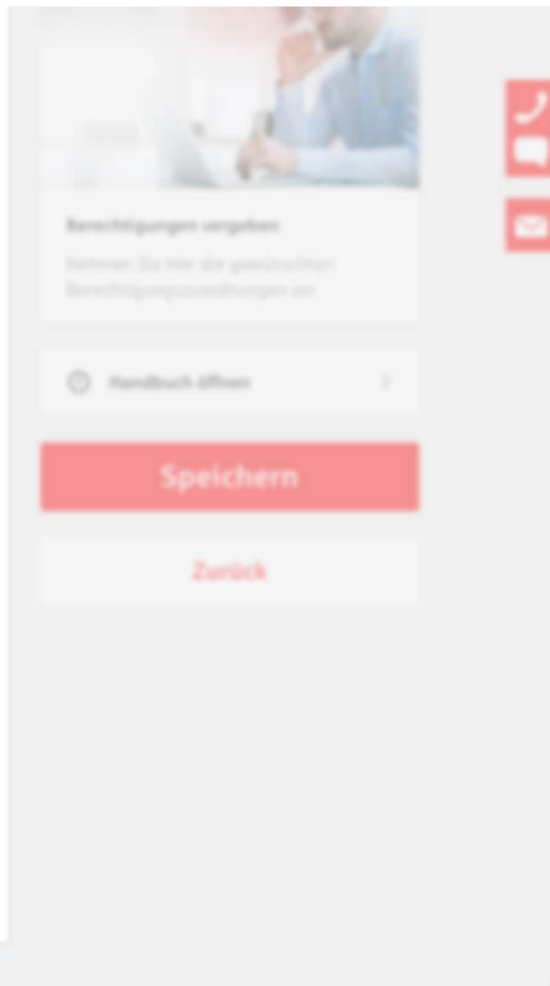 Berechtigungen vergeben
Nehmen Sie hier die gewünschten
Berechtigungszuordnungen vor.
Handbuch öffnen
Speichern
Zurück